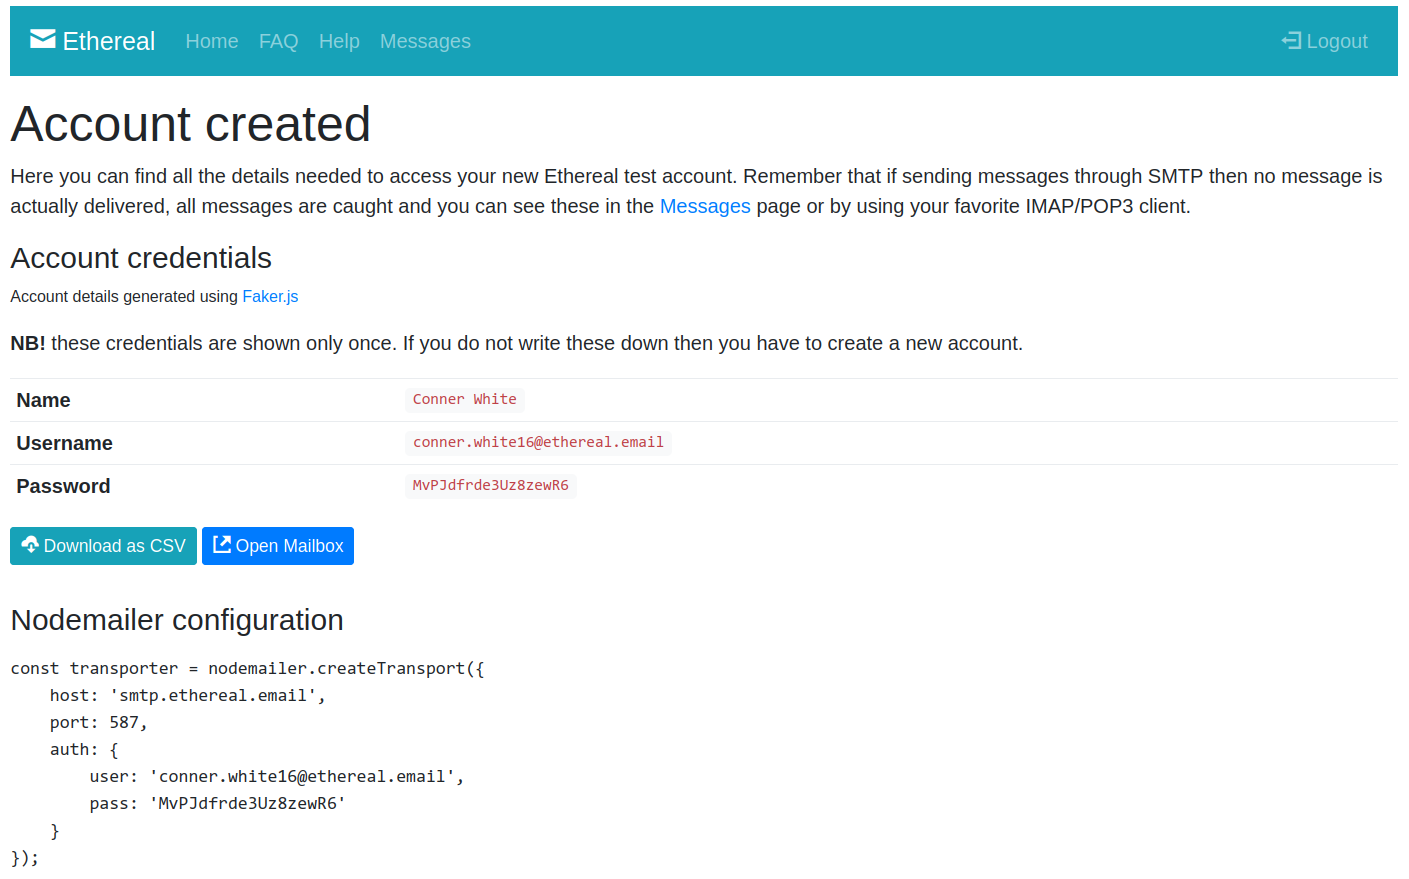 Ethereal Home FAQ Help Messages Logout
Account created
Here you can find all the details needed to access your new Ethereal test account. Remember that if sending messages through SMTP then no message is
actually delivered, all messages are caught and you can see these in the Messages page or by using your favorite IMAP/POP3 client.
Account credentials
Account details generated using Faker.js
NB! these credentials are shown only once. If you do not write these down then you have to create a new account.
Name Conner White
Username conner.white16@ethereal.email
Password MvPJdfrde3Uz8zewR6
Download as CSV Open Mailbox
Nodemailer configuration
const transporter = nodemailer.createTransport({
    host: 'smtp.ethereal.email',
    port: 587,
    auth: {
        user: 'conner.white16@ethereal.email',
        pass: 'MvPJdfrde3Uz8zewR6'
    }
});